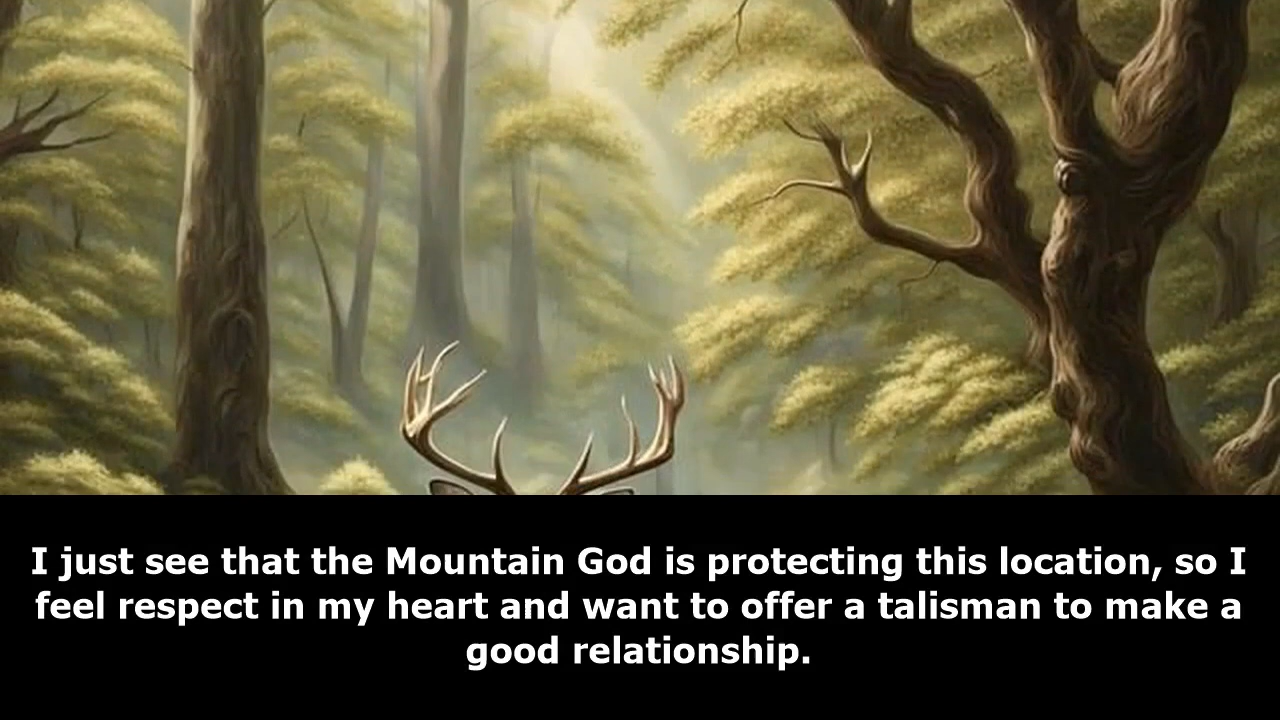 I just see that the Mountain God is protecting this location, so I
feel respect in my heart and want to offer a talisman to make a
good relationship.